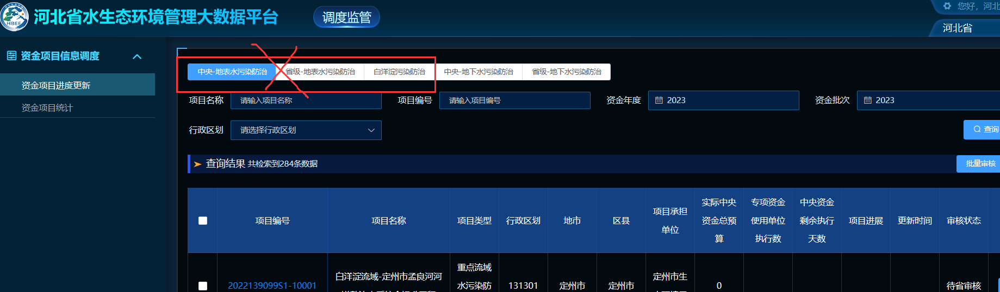 HBEE
河北省水生态环境管理大数据平台
调度监管
您好，河北
河北省
资金项目信息调度
资金项目进度更新
资金项目统计
中央-地表水污染防治 省级-地表水污染防治 白洋淀污染防治 中央-地下水污染防治 省级-地下水污染防治
项目名称 请输入项目名称 项目编号 请输入项目编号 资金年度 2023 资金批次 2023
行政区划 请选择行政区划 查询
查询结果 共检索到284条数据 批量审核
项目编号
项目名称
项目类型
行政区划
地市
区县
项目承担
单位
实际中央
资金总预
算
专项资金
使用单位
执行数
中央资金
剩余执行
天数
项目进展
更新时间
审核状态
2022139099S1-10001
白洋淀流域-定州市孟良河河
重点流域
水污染防
131301
定州市
定州市
定州市生
0
待省审核